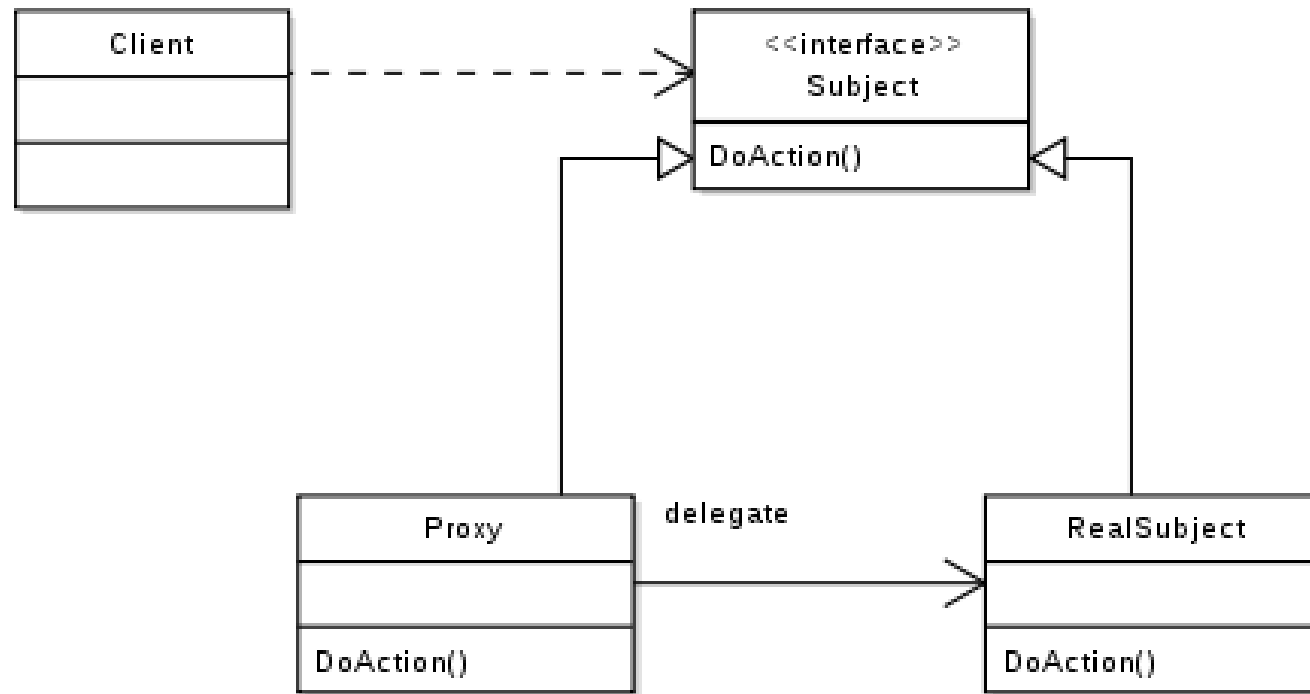 Client
<<interface>>
Subject
DoAction()
Proxy
delegate
RealSubject
DoAction()
DoAction()